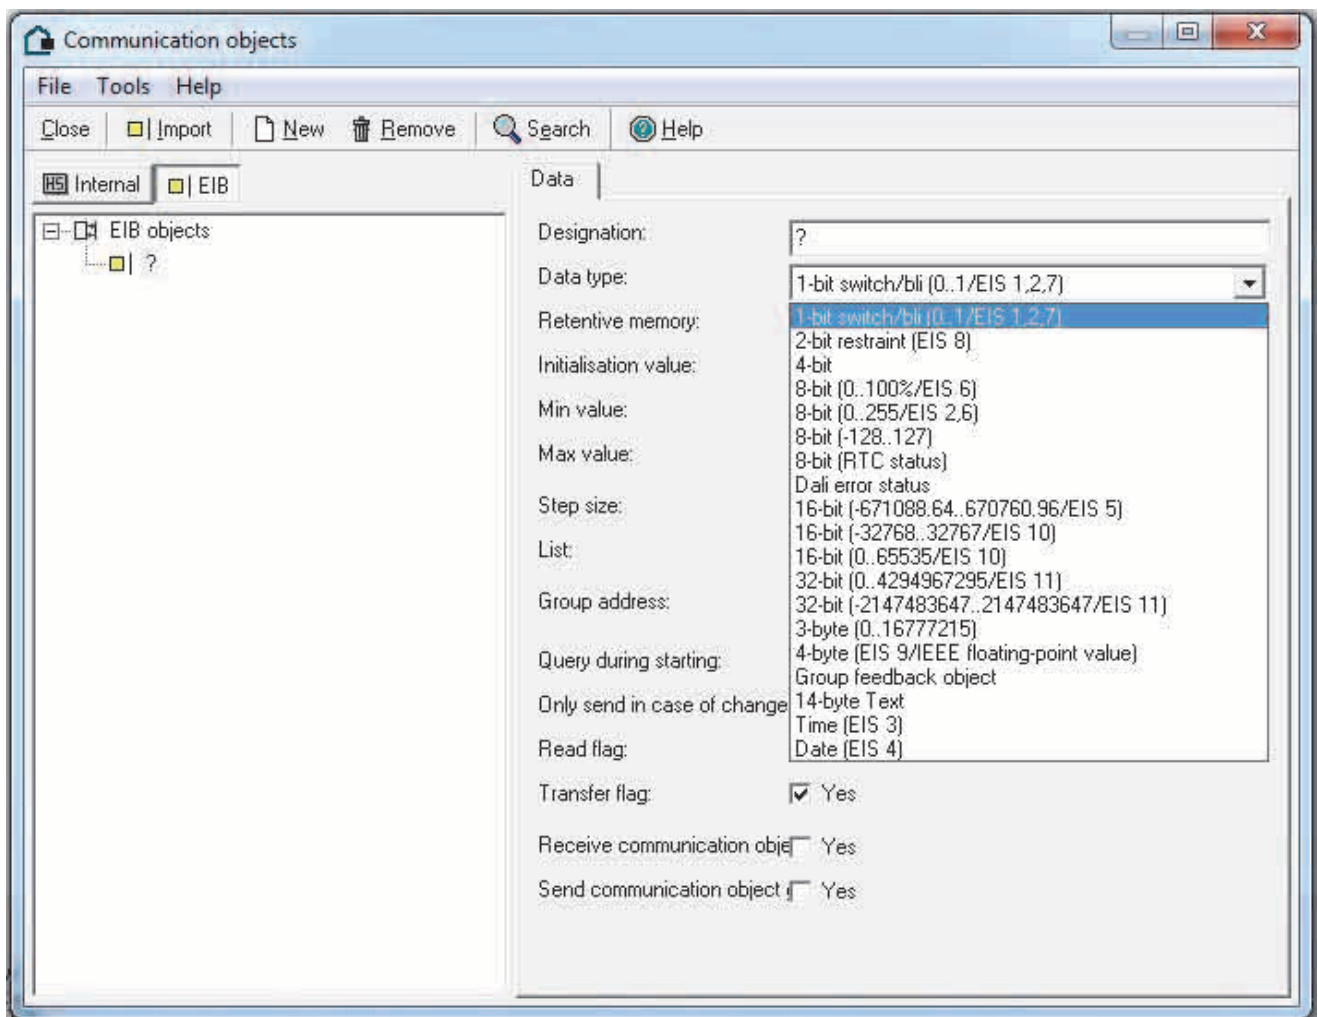 Communication objects
File Tools Help
Close Import New Remove Search Help
HS Internal EIB
Data
EIB objects
?
Designation: ?
Data type: 1-bit switch/bli (0..1/EIS 1,2,7)
Retentive memory:
Initialisation value:
Min value:
Max value:
Step size:
List:
Group address:
Query during starting:
Only send in case of change
Read flag:
1-bit switch/bli (0..1/EIS 1,2,7)
2-bit restraint (EIS 8)
4-bit
8-bit (0..100%/EIS 6)
8-bit (0..255/EIS 2,6)
8-bit (-128..127)
8-bit (RTC status)
Dali error status
16-bit (-671088.64..670760.96/EIS 5)
16-bit (-32768..32767/EIS 10)
16-bit (0..65535/EIS 10)
32-bit (0..4294967295/EIS 11)
32-bit (-2147483647..2147483647/EIS 11)
3-byte (0..16777215)
4-byte (EIS 9/IEEE floating-point value)
Group feedback object
14-byte Text
Time (EIS 3)
Date (EIS 4)
Transfer flag: Yes
Receive communication obje Yes
Send communication object Yes